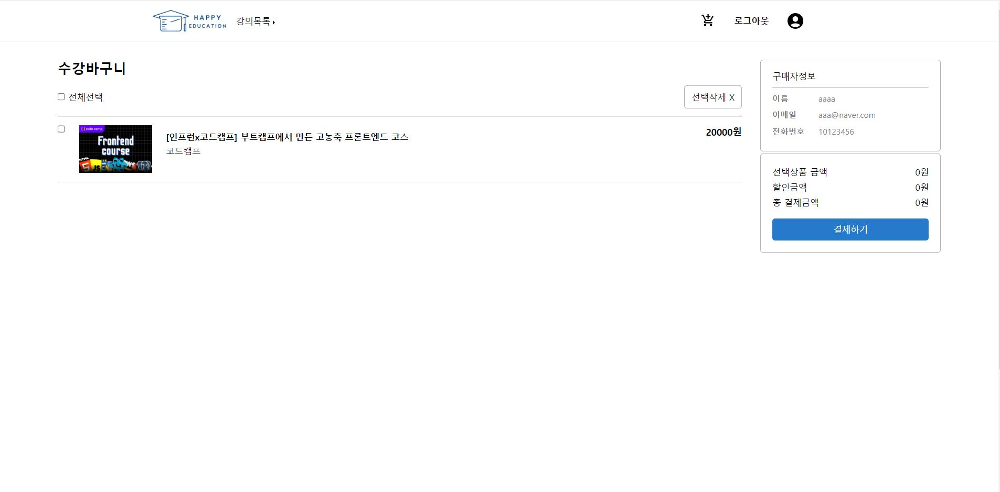 HAPPY
EDUCATION
강의목록
로그아웃
수강바구니
전체선택
선택삭제 X
{ } code.camp
Frontend
course
HTML
JS
[인프런x코드캠프] 부트캠프에서 만든 고농축 프론트엔드 코스
코드캠프
20000원
구매자정보
이름 aaaa
이메일 aaa@naver.com
전화번호 10123456
선택상품 금액 0원
할인금액 0원
총 결제금액 0원
결제하기